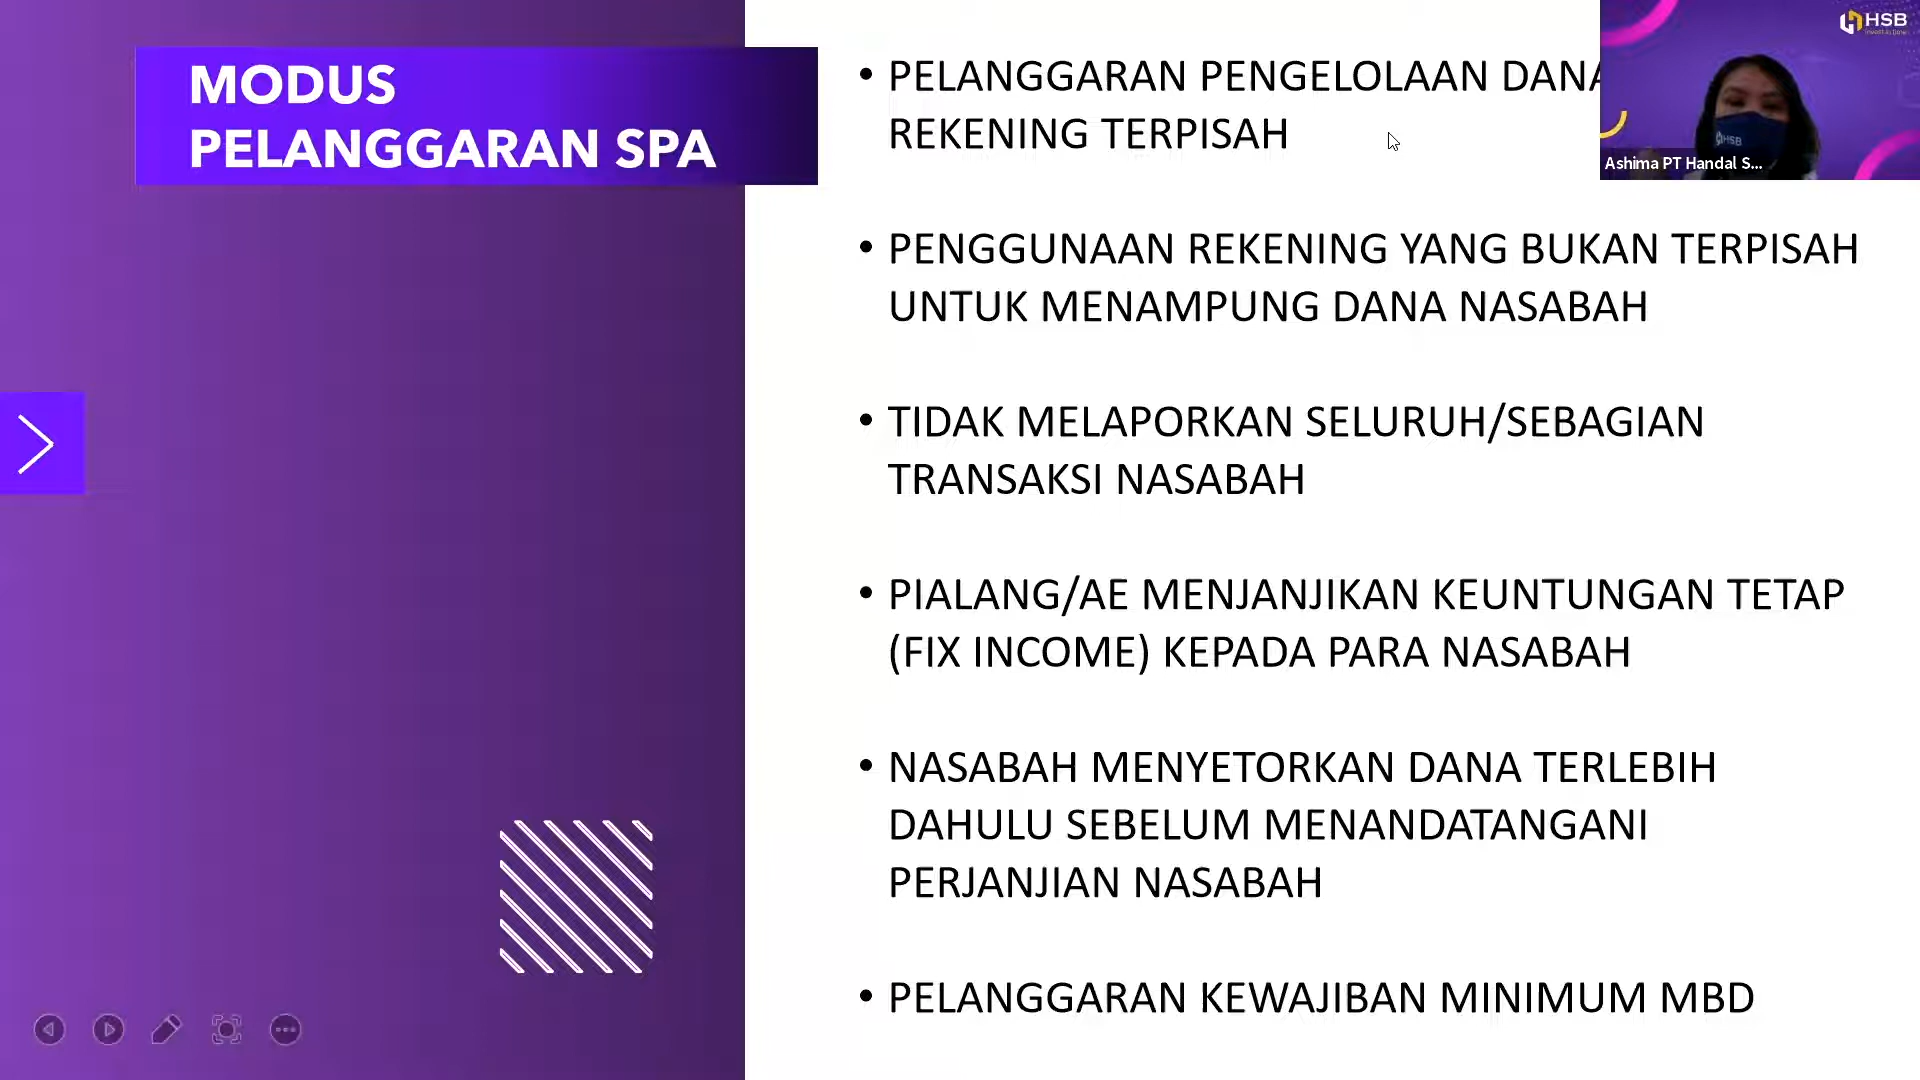 MODUS
PELANGGARAN SPA
• PELANGGARAN PENGELOLAAN DANA
REKENING TERPISAH
• PENGGUNAAN REKENING YANG BUKAN TERPISAH
UNTUK MENAMPUNG DANA NASABAH
• TIDAK MELAPORKAN SELURUH/SEBAGIAN
TRANSAKSI NASABAH
• PIALANG/AE MENJANJIKAN KEUNTUNGAN TETAP
(FIX INCOME) KEPADA PARA NASABAH
• NASABAH MENYETORKAN DANA TERLEBIH
DAHULU SEBELUM MENANDATANGANI
PERJANJIAN NASABAH
• PELANGGARAN KEWAJIBAN MINIMUM MBD
HSB
HSB
Ashima PT Handal S...